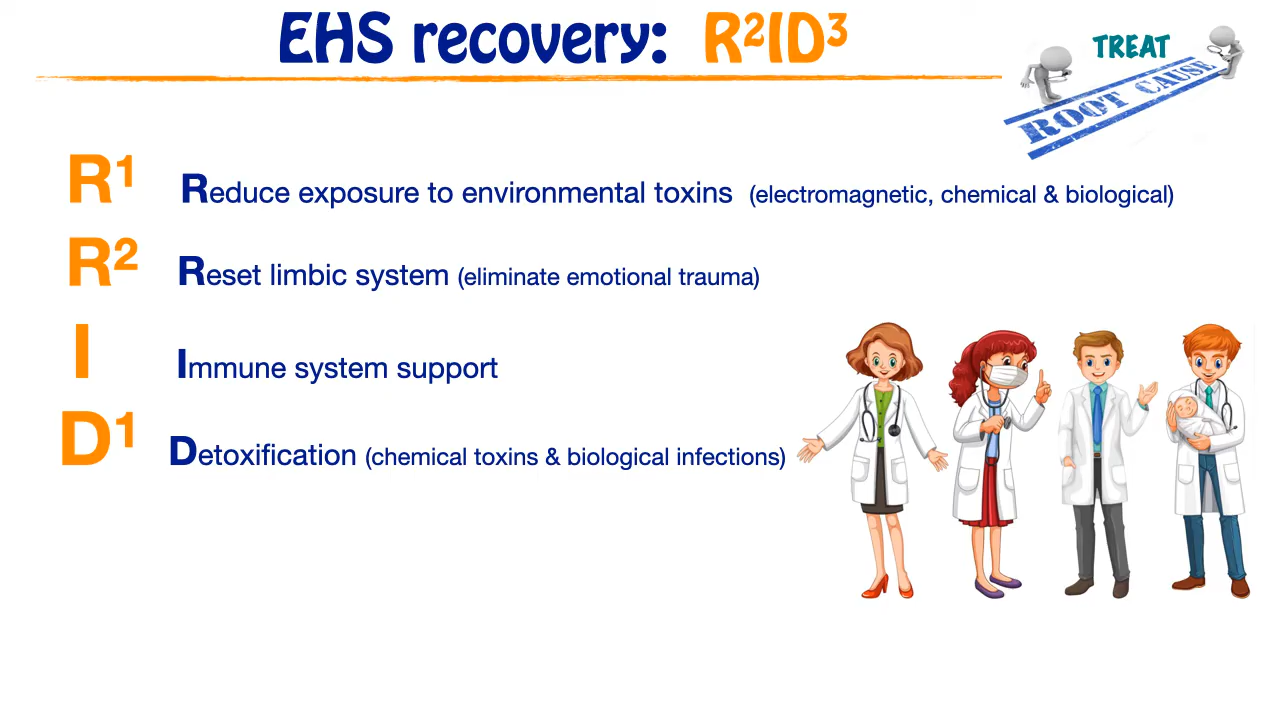 EHS recovery: R²ID³
TREAT
ROOT CAUSE
R¹ Reduce exposure to environmental toxins (electromagnetic, chemical & biological)
R² Reset limbic system (eliminate emotional trauma)
I Immune system support
D¹ Detoxification (chemical toxins & biological infections)